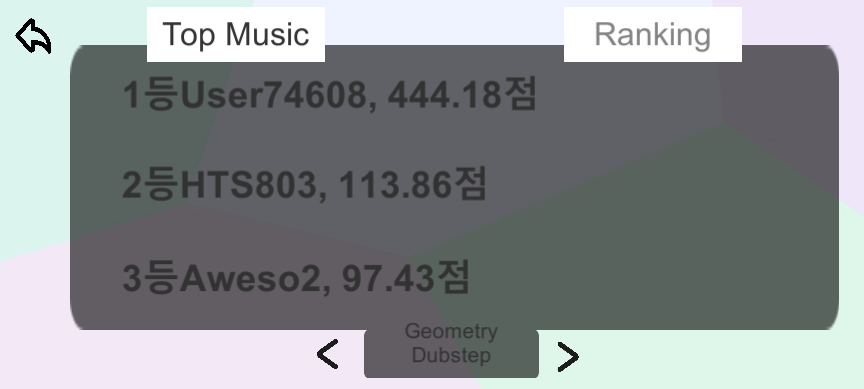 Top Music
Ranking
1등User74608, 444.18점
2등HTS803, 113.86점
3등Aweso2, 97.43점
Geometry
Dubstep